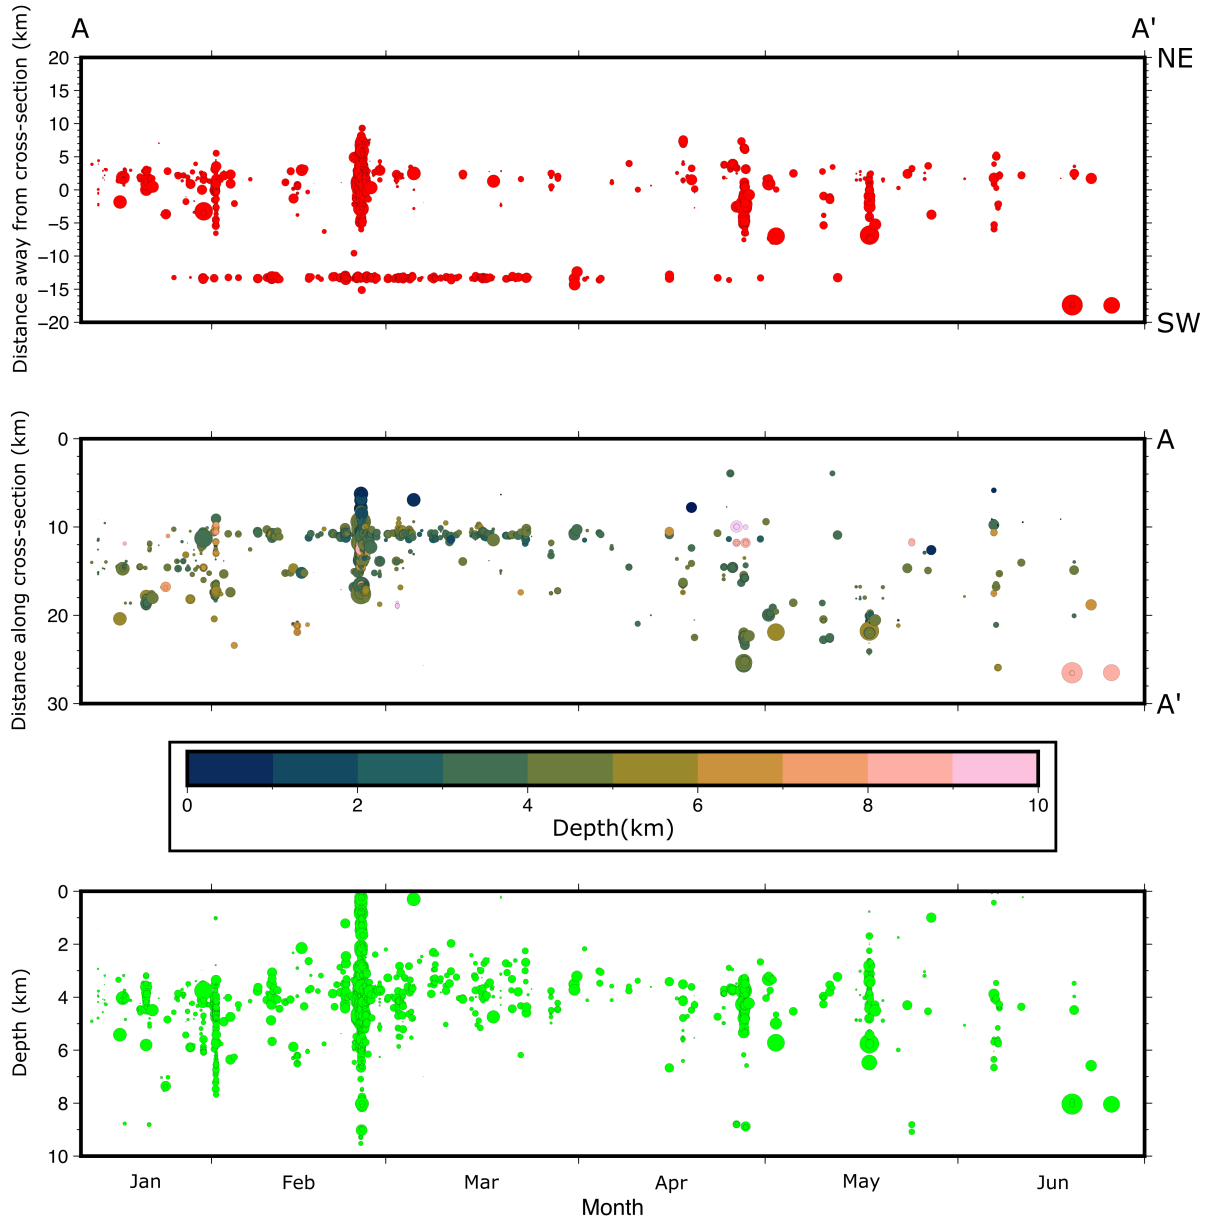 A A'
Distance away from cross-section (km)
20 NE
15
10
5
0
−5
−10
−15
−20 SW
Distance along cross-section (km)
0 A
10
20
30 A'
0 2 4 6 8 10
Depth(km)
Depth (km)
0
2
4
6
8
10
Jan Feb Mar Apr May Jun
Month